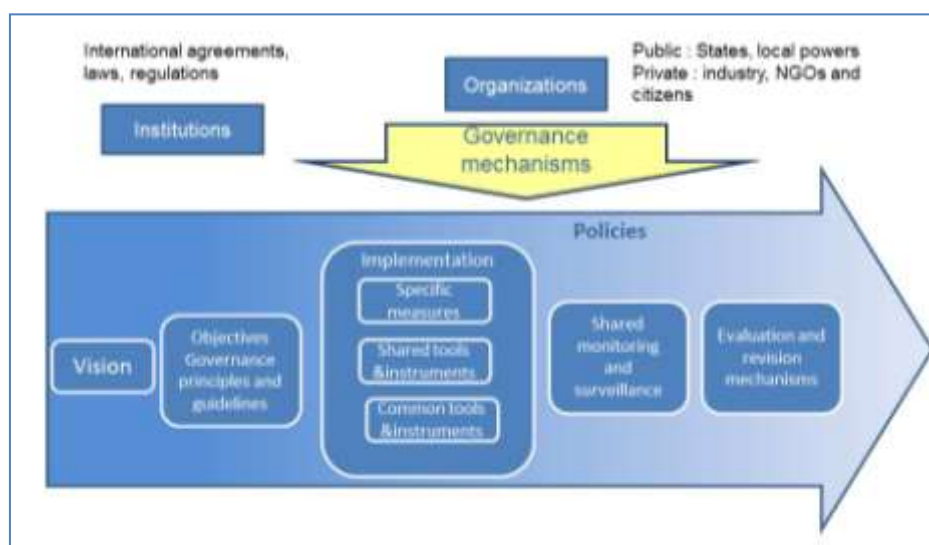 International agreements,
laws, regulations
Institutions
Organizations
Public : States, local powers
Private : industry, NGOs and
citizens
Governance
mechanisms
Policies
Vision
Objectives
Governance
principles and
guidelines
Implementation
Specific
measures
Shared tools
&instruments
Common tools
&instruments
Shared
monitoring
and
surveillance
Evaluation and
revision
mechanisms